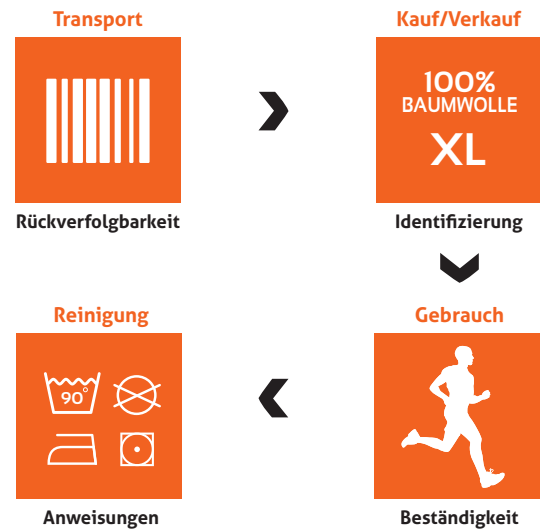 Transport
Kauf/Verkauf
100%
BAUMWOLLE
XL
Rückverfolgbarkeit
Identifizierung
Reinigung
Gebrauch
90°
Anweisungen
Beständigkeit